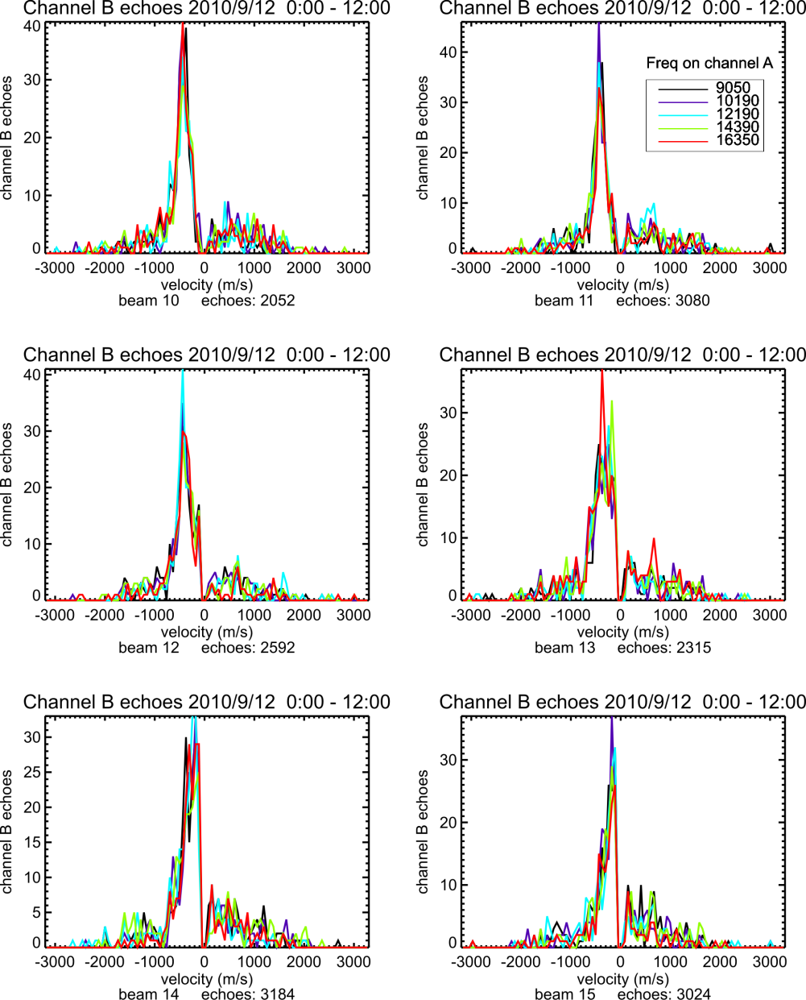 Channel B echoes 2010/9/12 0:00 - 12:00
channel B echoes
40
30
20
10
0
-3000 -2000 -1000 0 1000 2000 3000
velocity (m/s)
beam 10 echoes: 2052
Channel B echoes 2010/9/12 0:00 - 12:00
channel B echoes
40
30
20
10
0
Freq on channel A
9050
10190
12190
14390
16350
-3000 -2000 -1000 0 1000 2000 3000
velocity (m/s)
beam 11 echoes: 3080
Channel B echoes 2010/9/12 0:00 - 12:00
channel B echoes
40
30
20
10
0
-3000 -2000 -1000 0 1000 2000 3000
velocity (m/s)
beam 12 echoes: 2592
Channel B echoes 2010/9/12 0:00 - 12:00
channel B echoes
30
20
10
0
-3000 -2000 -1000 0 1000 2000 3000
velocity (m/s)
beam 13 echoes: 2315
Channel B echoes 2010/9/12 0:00 - 12:00
channel B echoes
30
25
20
15
10
5
0
-3000 -2000 -1000 0 1000 2000 3000
velocity (m/s)
beam 14 echoes: 3184
Channel B echoes 2010/9/12 0:00 - 12:00
channel B echoes
30
20
10
0
-3000 -2000 -1000 0 1000 2000 3000
velocity (m/s)
beam 15 echoes: 3024